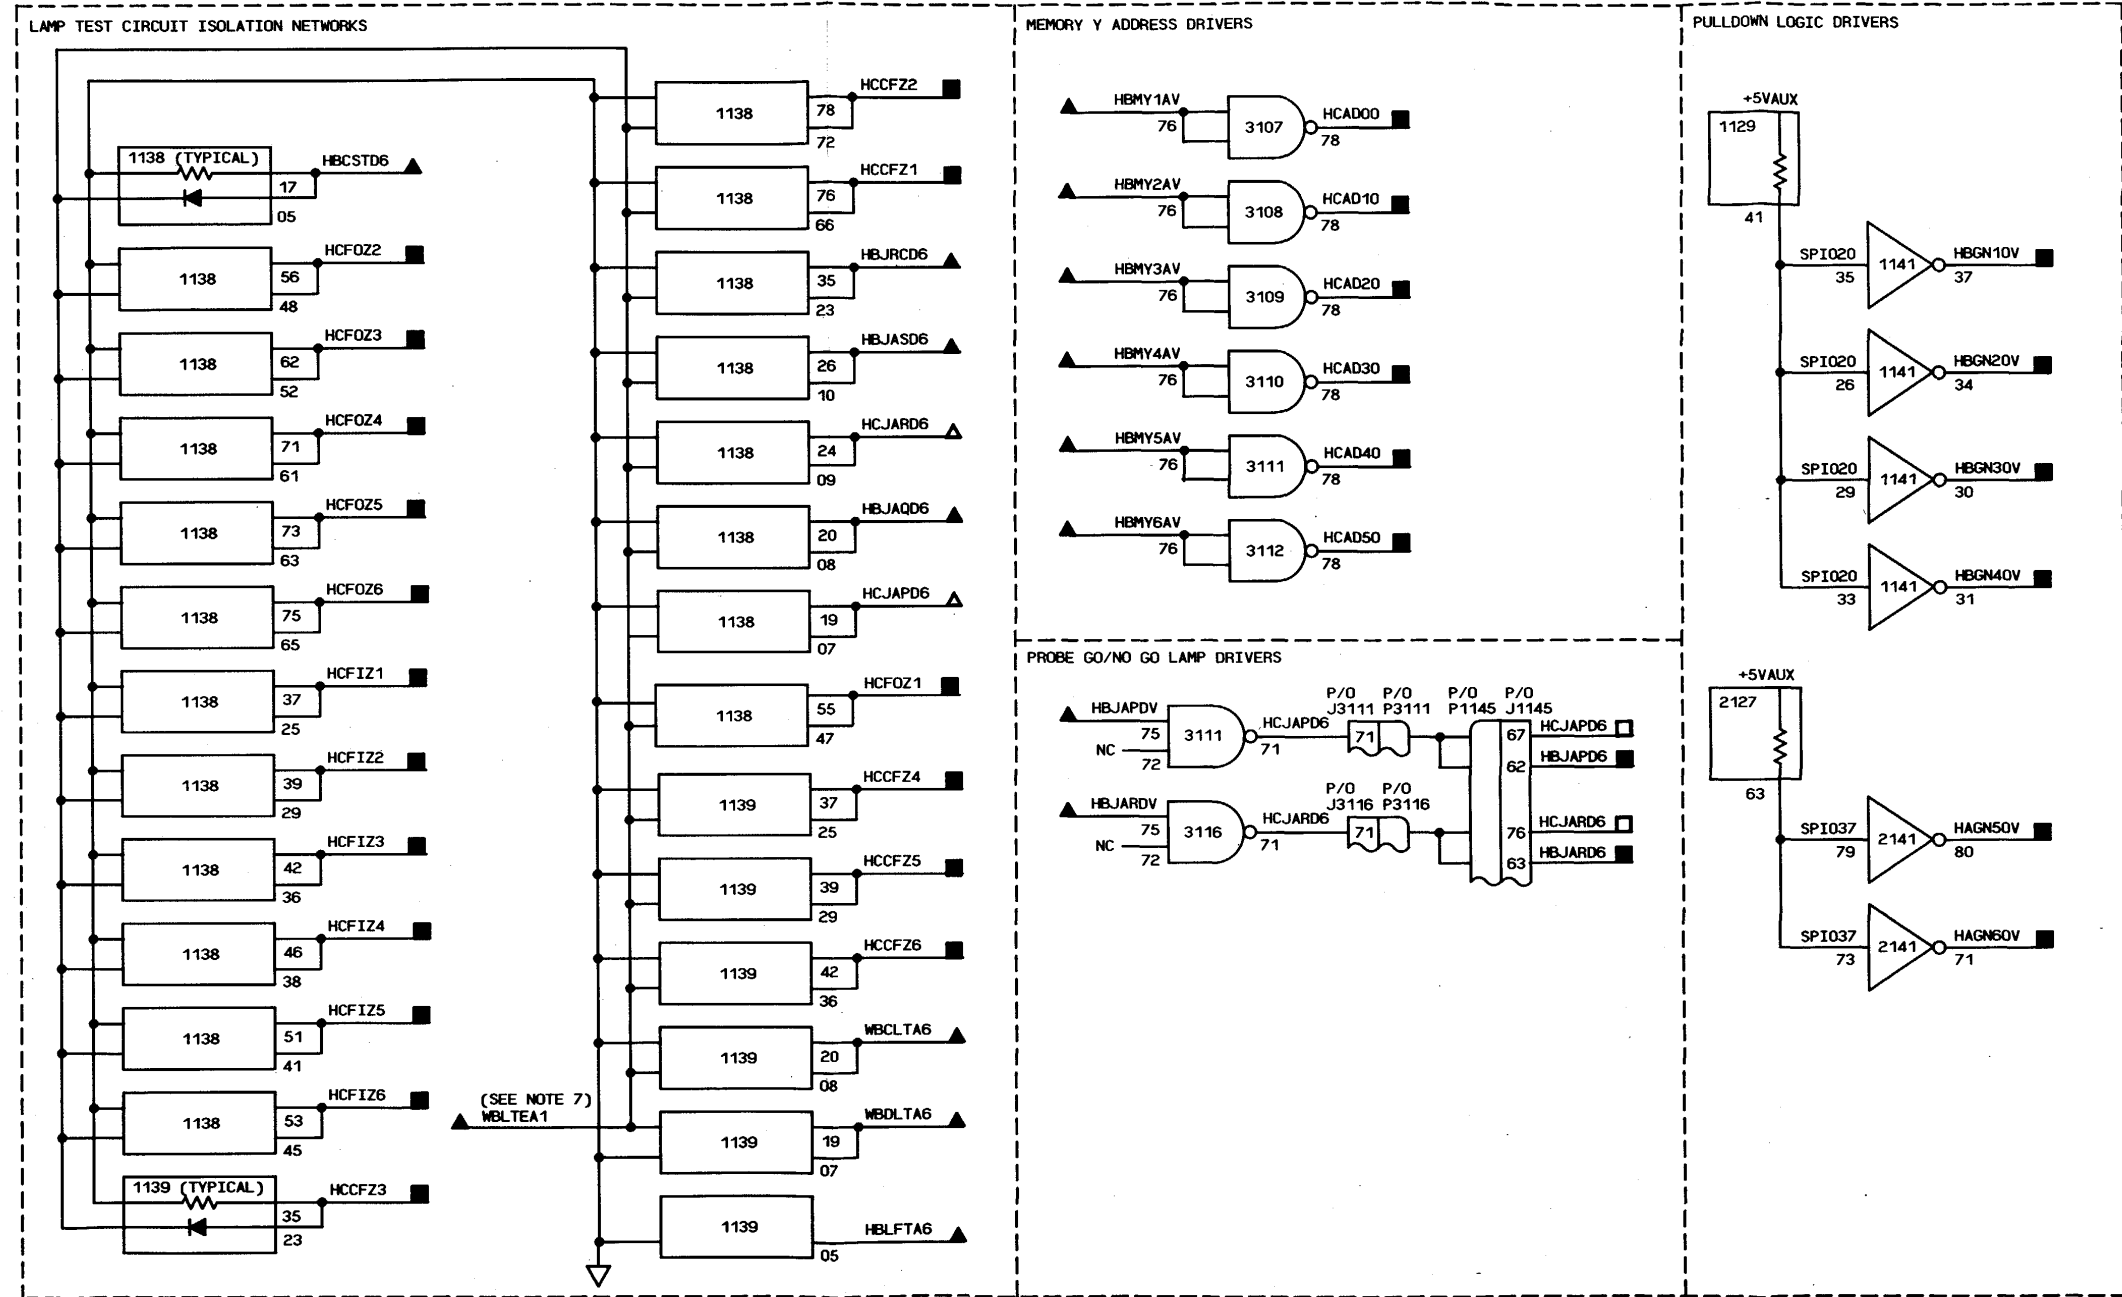 LAMP TEST CIRCUIT ISOLATION NETWORKS
1138 (TYPICAL)
HBCSTD6
17
05
HCFOZ2
1138
56
48
HCFOZ3
1138
62
52
HCFOZ4
1138
71
61
HCFOZ5
1138
73
63
HCFOZ6
1138
75
65
HCFIZ1
1138
37
25
HCFIZ2
1138
39
29
HCFIZ3
1138
42
36
HCFIZ4
1138
46
38
HCFIZ5
1138
51
41
HCFIZ6
1138
53
45
1139 (TYPICAL)
HCCFZ3
35
23
(SEE NOTE 7)
WBLTEA1
HCCFZ2
1138
78
72
HCCFZ1
1138
76
66
HBJRCD6
1138
35
23
HBJASD6
1138
26
10
HCJARD6
1138
24
09
HBJAQD6
1138
20
08
HCJAPD6
1138
19
07
HCFOZ1
1138
55
47
HCCFZ4
1139
37
25
HCCFZ5
1139
39
29
HCCFZ6
1139
42
36
WBCLTA6
1139
20
08
WBDLTA6
1139
19
07
1139
HBLFTA6
05
MEMORY Y ADDRESS DRIVERS
HBMY1AV
76
3107
HCAD00
78
HBMY2AV
76
3108
HCAD10
78
HBMY3AV
76
3109
HCAD20
78
HBMY4AV
76
3110
HCAD30
78
HBMY5AV
76
3111
HCAD40
78
HBMY6AV
76
3112
HCAD50
78
PROBE GO/NO GO LAMP DRIVERS
HBJAPDV
75
NC
72
3111
HCJAPD6
71
P/O P/O
J3111 P3111
71
P/O P/O
P1145 J1145
67
HCJAPD6
62
HBJAPD6
HBJARDV
75
NC
72
3116
HCJARD6
71
P/O P/O
J3116 P3116
71
76
HCJARD6
63
HBJARD6
PULLDOWN LOGIC DRIVERS
+5VAUX
1129
41
SPI020
35
1141
HBGN10V
37
SPI020
26
1141
HBGN20V
34
SPI020
29
1141
HBGN30V
30
SPI020
33
1141
HBGN40V
31
+5VAUX
2127
63
SPI037
79
2141
HAGN50V
80
SPI037
73
2141
HAGN60V
71